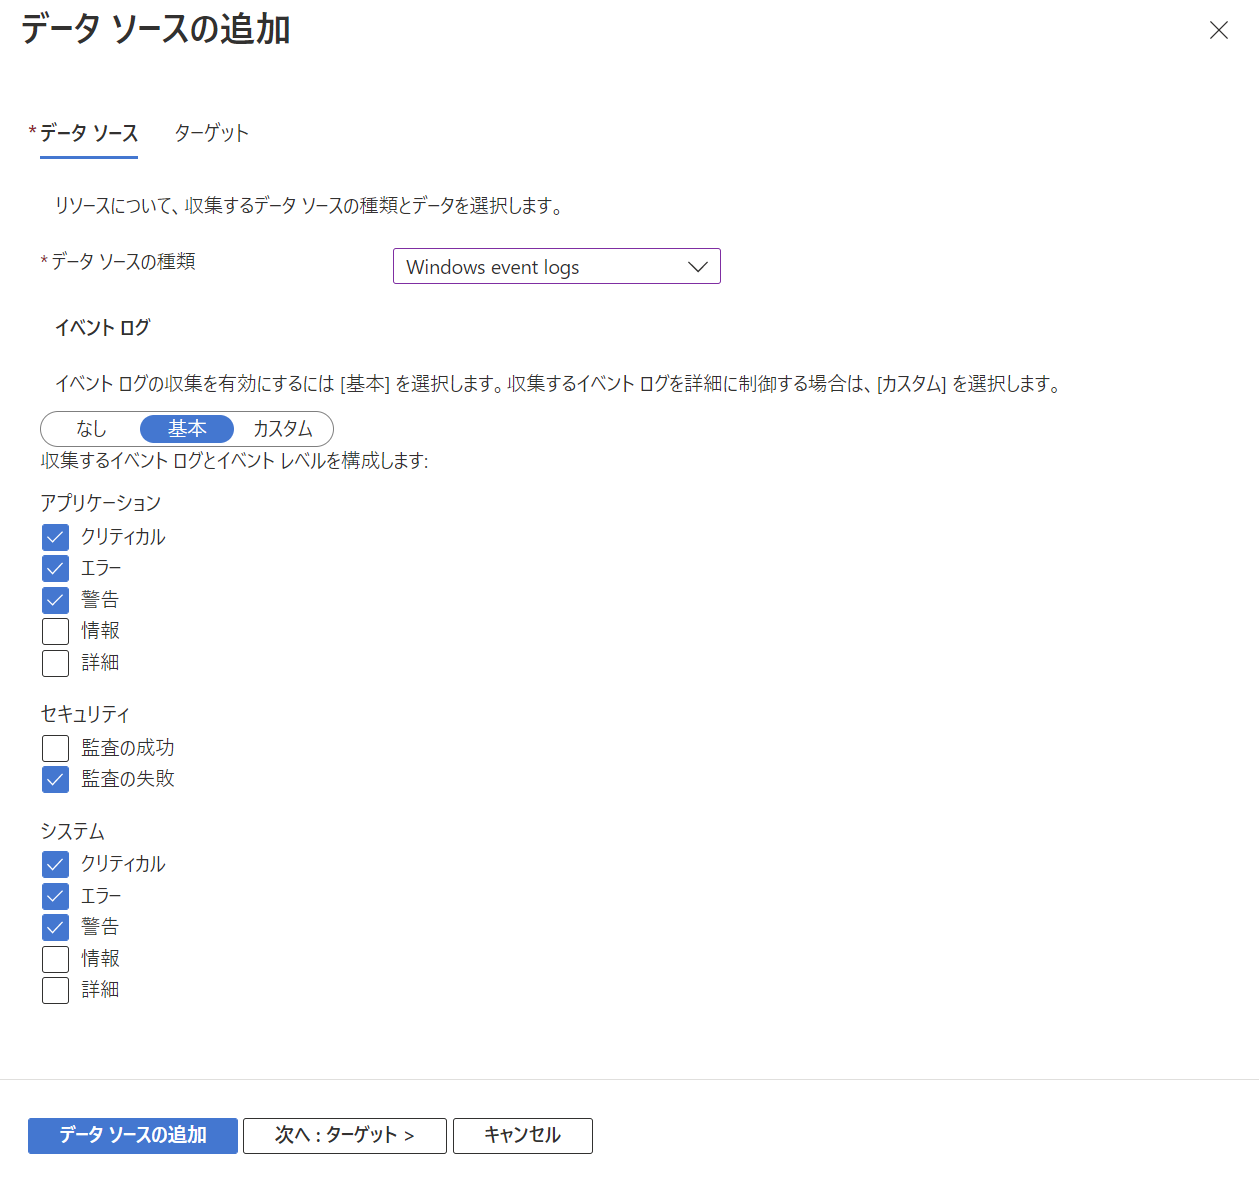 データ ソースの追加
*データ ソース ターゲット
リソースについて、収集するデータ ソースの種類とデータを選択します。
*データ ソースの種類 Windows event logs
イベント ログ
イベント ログの収集を有効にするには [基本] を選択します。収集するイベント ログを詳細に制御する場合は、[カスタム] を選択します。
なし 基本 カスタム
収集するイベント ログとイベント レベルを構成します:
アプリケーション
クリティカル
エラー
警告
情報
詳細
セキュリティ
監査の成功
監査の失敗
システム
クリティカル
エラー
警告
情報
詳細
データ ソースの追加 次へ : ターゲット > キャンセル